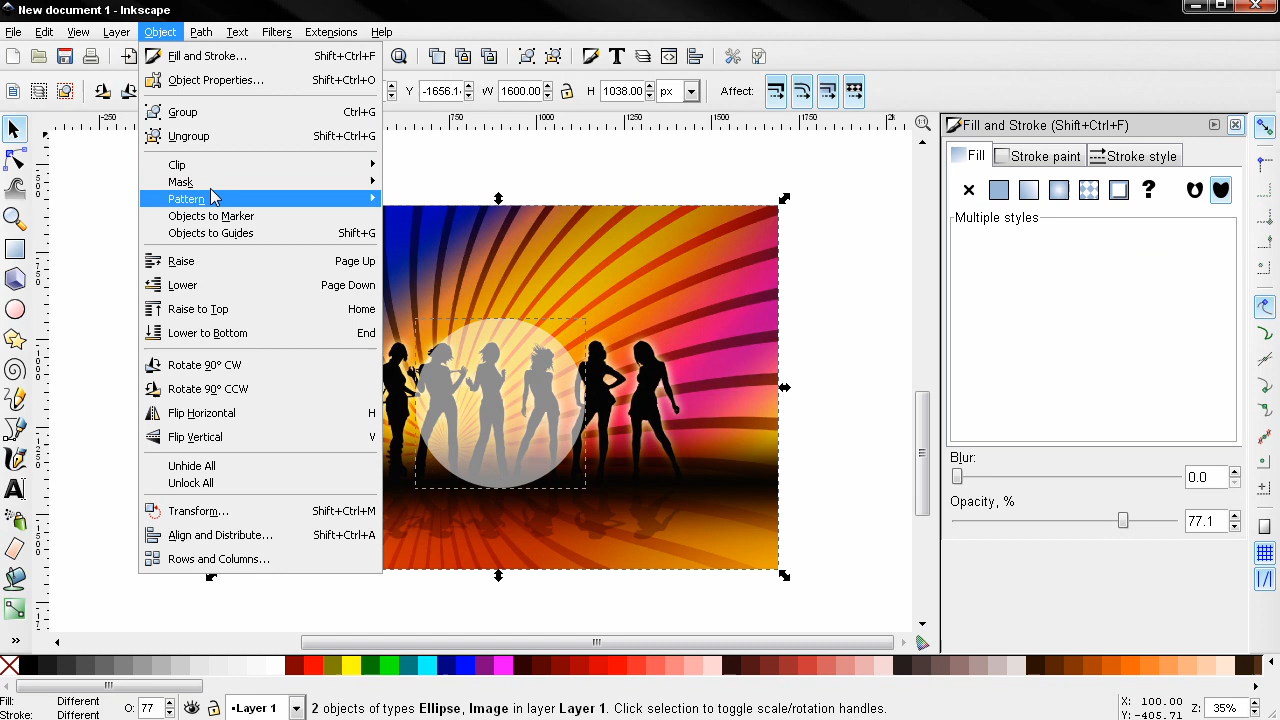 New document 1 - Inkscape
File Edit View Layer Object Path Text Filters Extensions Help
Y -1656.1 W 1600.00 H 1038.00 px Affect:
Fill and Stroke... Shift+Ctrl+F
Object Properties... Shift+Ctrl+O
Group Ctrl+G
Ungroup Shift+Ctrl+G
Clip
Mask
Pattern
Objects to Marker
Objects to Guides Shift+G
Raise Page Up
Lower Page Down
Raise to Top Home
Lower to Bottom End
Rotate 90° CW
Rotate 90° CCW
Flip Horizontal H
Flip Vertical V
Unhide All
Unlock All
Transform... Shift+Ctrl+M
Align and Distribute... Shift+Ctrl+A
Rows and Columns...
-250 750 1000 1250 1500
Fill and Stroke (Shift+Ctrl+F)
Fill Stroke paint Stroke style
?
Multiple styles
Blur:
0.0
Opacity, %
77.1
Fill: Different
Stroke: Different
O: 77
Layer 1
2 objects of types Ellipse, Image in layer Layer 1. Click selection to toggle scale/rotation handles.
X: 100.00
Y: -405.71
Z: 35%